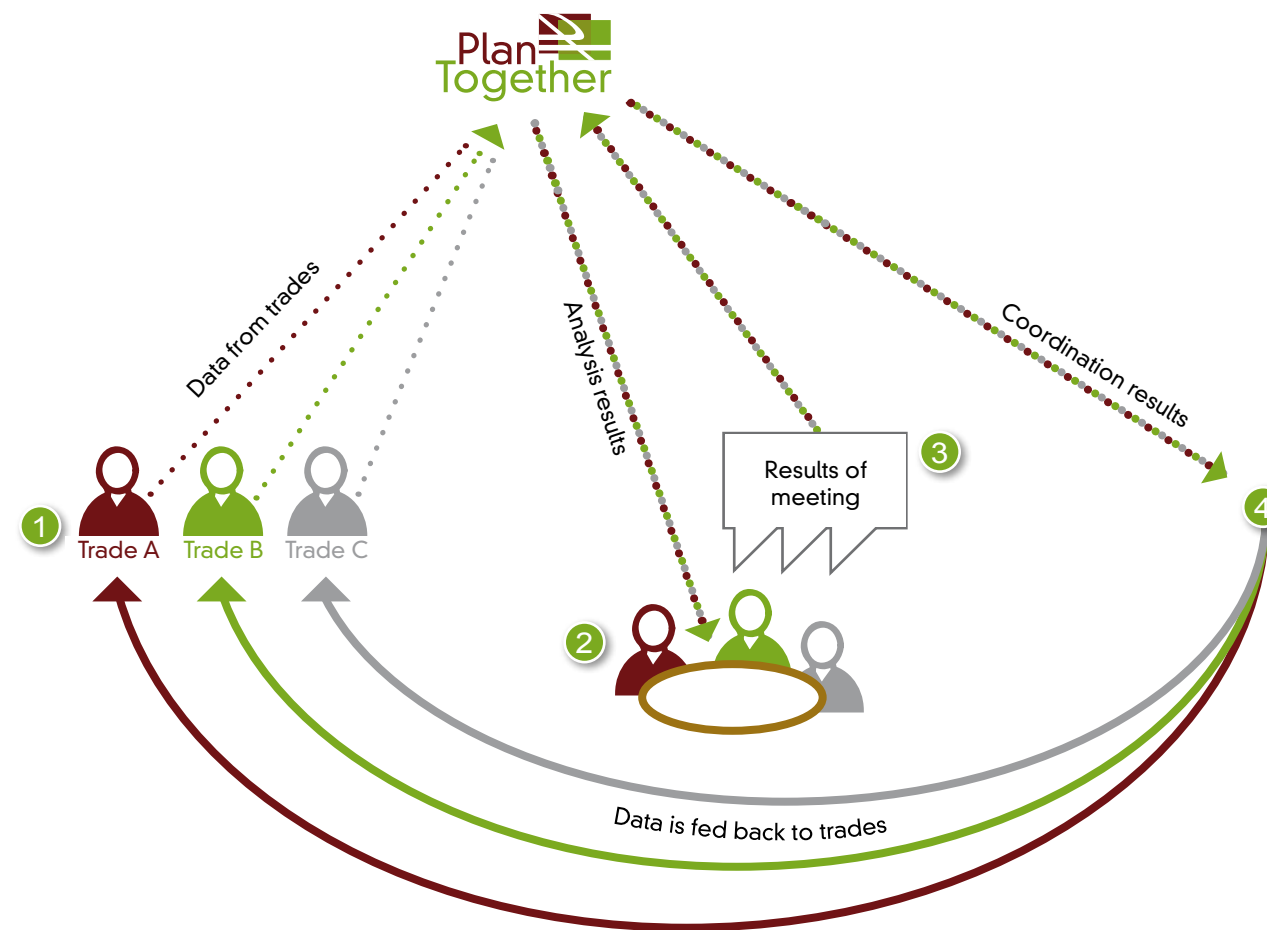 Plan
Together
Data from trades
Analysis results
Coordination results
3
Results of
meeting
1
4
Trade A
Trade B
Trade C
2
Data is fed back to trades